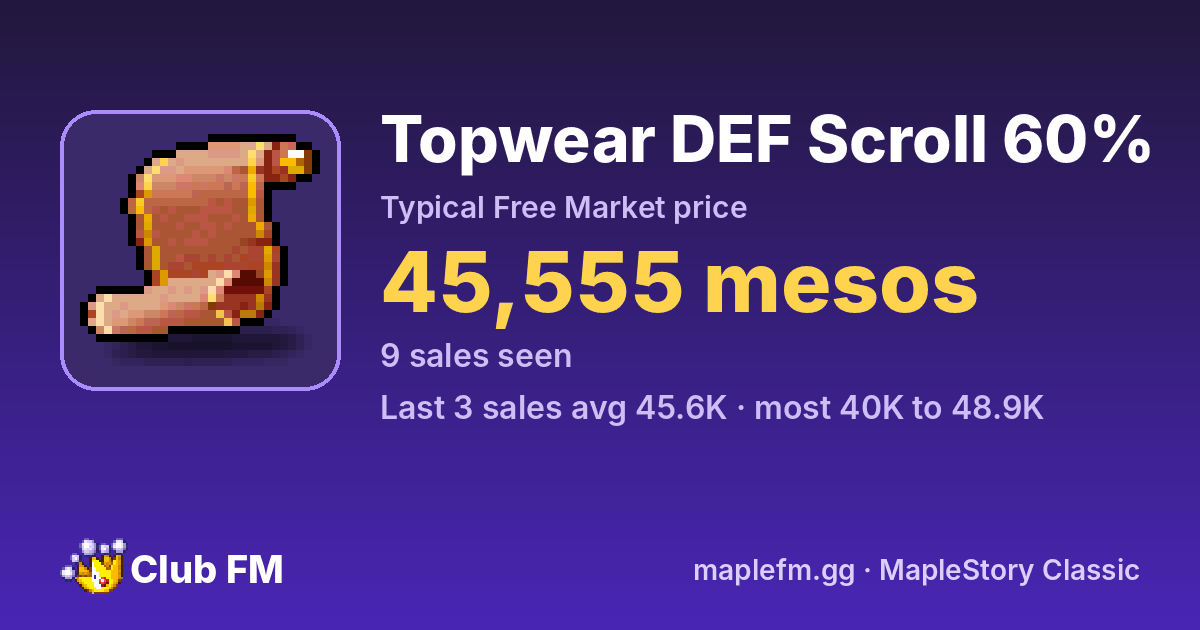 Topwear DEF Scroll 60%
Typical Free Market price
45,555 mesos
9 sales seen
Last 3 sales avg 45.6K · most 40K to 48.9K
Club FM
maplefm.gg · MapleStory Classic